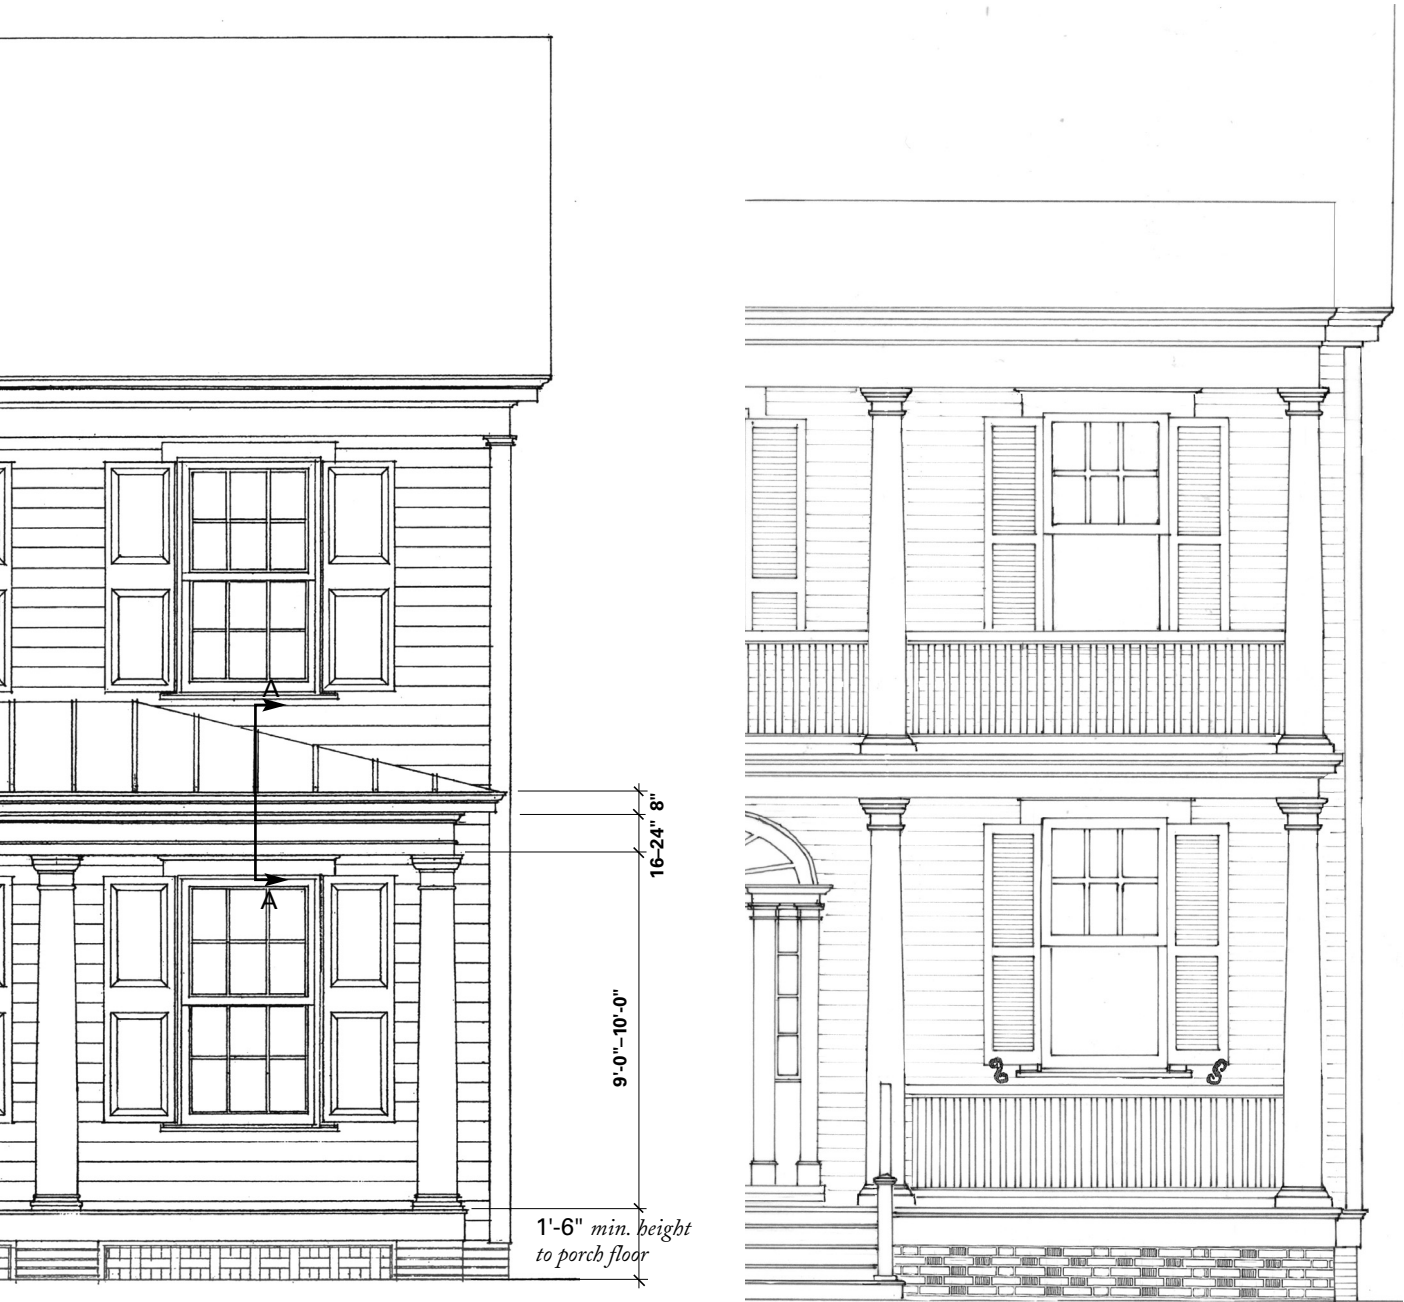 A
8"
16–24"
A
9'-0"–10'-0"
1'-6" min. height
to porch floor